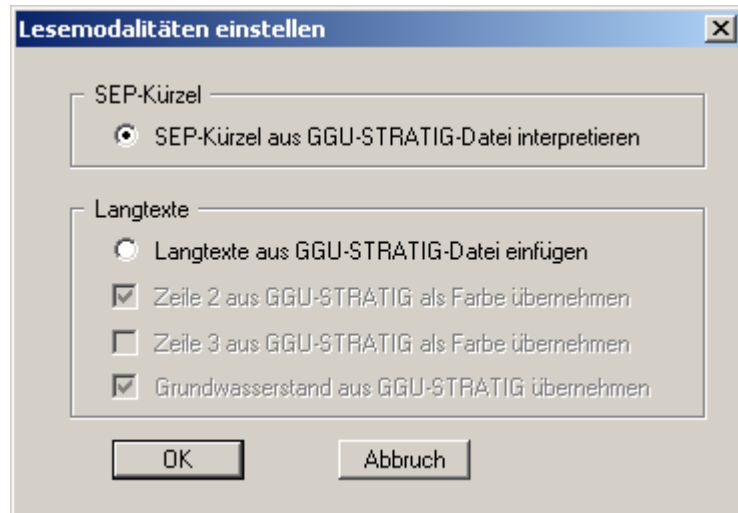 Lesemodalitäten einstellen
SEP-Kürzel
SEP-Kürzel aus GGU-STRATIG-Datei interpretieren
Langtexte
Langtexte aus GGU-STRATIG-Datei einfügen
Zeile 2 aus GGU-STRATIG als Farbe übernehmen
Zeile 3 aus GGU-STRATIG als Farbe übernehmen
Grundwasserstand aus GGU-STRATIG übernehmen
OK Abbruch